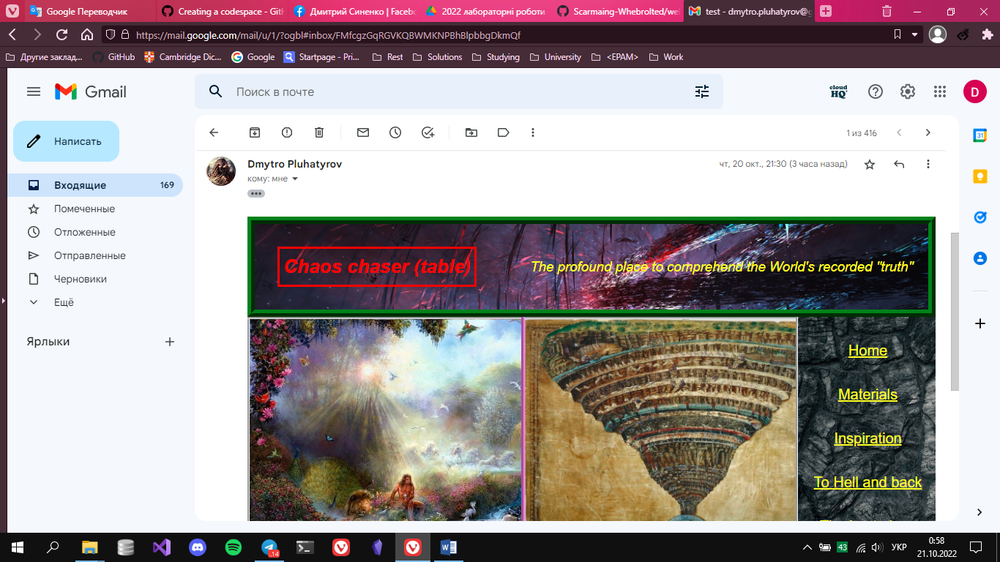 Google Переводчик
Creating a codespace - Gitl
Дмитрий Синенко | Facebo
2022 лабораторні роботи
Scarmaing-Whebrolted/we
test - dmytro.pluhatyrov@g
https://mail.google.com/mail/u/1/?ogbl#inbox/FMfcgzGqRGVKQBWMKNPBhBlpbbgDkmQf
Другие заклад...
GitHub
Cambridge Dic...
Google
Startpage - Pri...
Rest
Solutions
Studying
University
<EPAM>
Work
Gmail
Поиск в почте
cloud
HQ
D
Написать
1 из 416
31
Входящие 169
Помеченные
Отложенные
Отправленные
Черновики
Ещё
Ярлыки
Dmytro Pluhatyrov
чт, 20 окт., 21:30 (3 часа назад)
кому: мне
Chaos chaser (table)
The profound place to comprehend the World's recorded "truth"
Home
Materials
Inspiration
To Hell and back
.14
43
УКР
0:58
21.10.2022